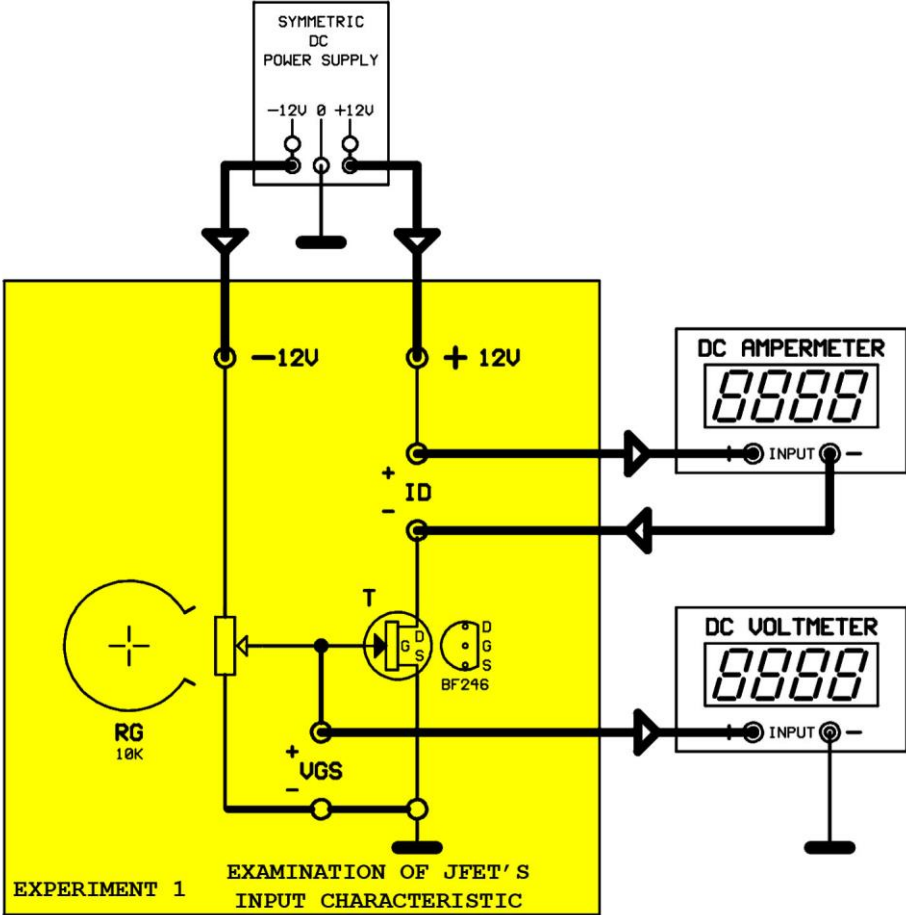 SYMMETRIC
DC
POWER SUPPLY
-12V 0 +12V
-12V
+ 12V
DC AMPERMETER
8888
+ INPUT -
+
ID
-
T
D
G
S
D
G
S
BF246
RG
10K
DC VOLTMETER
8888
+ INPUT -
+
VGS
-
EXPERIMENT 1
EXAMINATION OF JFET'S
INPUT CHARACTERISTIC